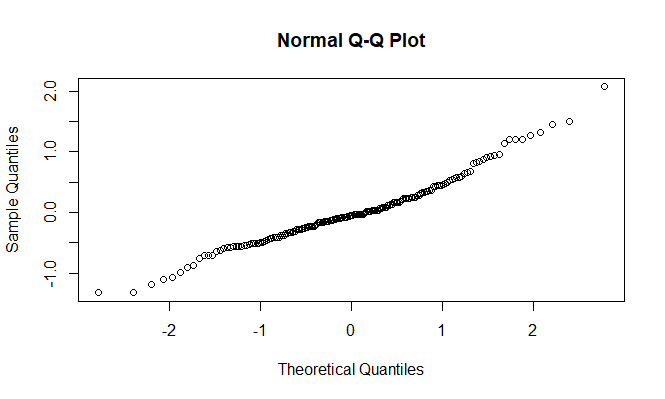 Normal Q-Q Plot
Sample Quantiles
2.0
1.0
0.0
-1.0
-2 -1 0 1 2
Theoretical Quantiles